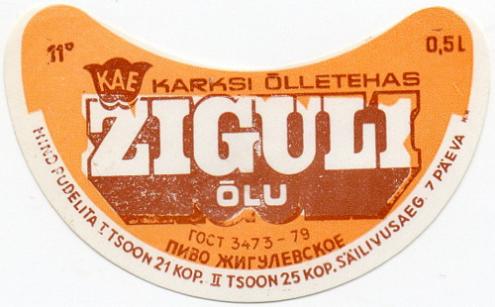 11°
0,5 L
KAE
KARKSI ÕLLETEHAS
ZIGULI
ÕLU
ГОСТ 3473-79
ПИВО ЖИГУЛЕВСКОЕ
HIND PUDELITA I TSOON 21 KOP. II TSOON 25 KOP. SÄILIVUSAEG 7 PÄEVA